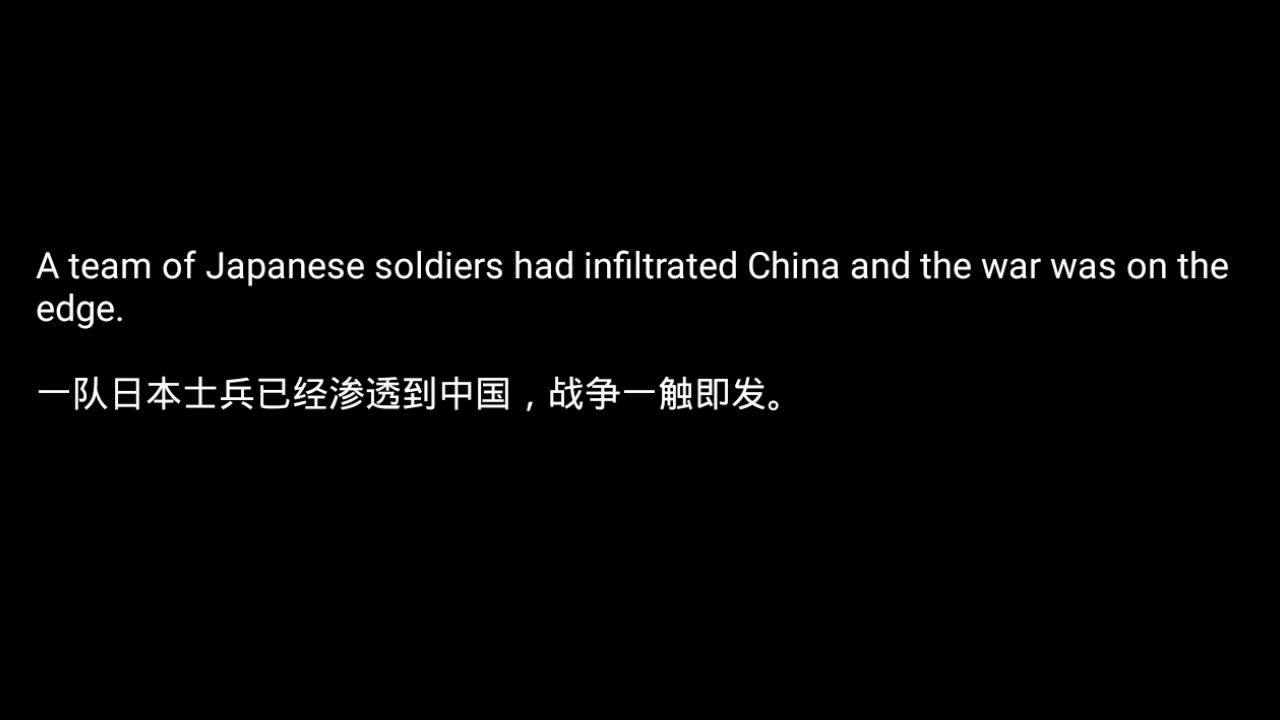 A team of Japanese soldiers had infiltrated China and the war was on the
edge.
一队日本士兵已经渗透到中国，战争一触即发。